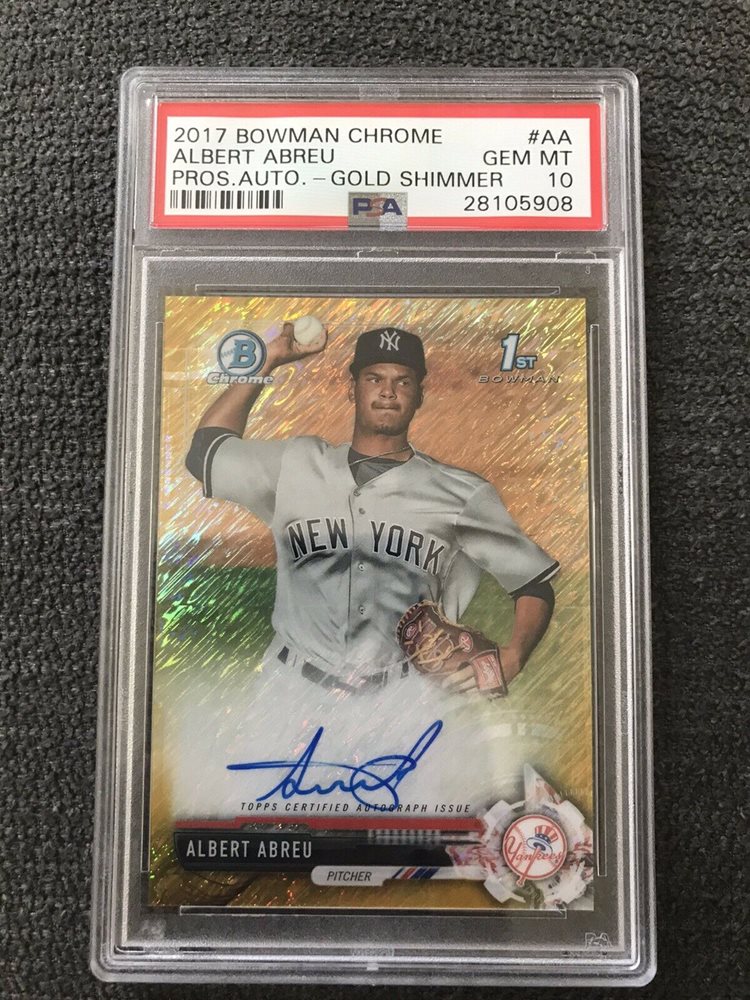 2017 BOWMAN CHROME #AA
ALBERT ABREU GEM MT
PROS.AUTO.-GOLD SHIMMER 10
PSA 28105908
B
Chrome
1ST
BOWMAN
NY
NEW YORK
TOPPS CERTIFIED AUTOGRAPH ISSUE
ALBERT ABREU
Yankees
PITCHER